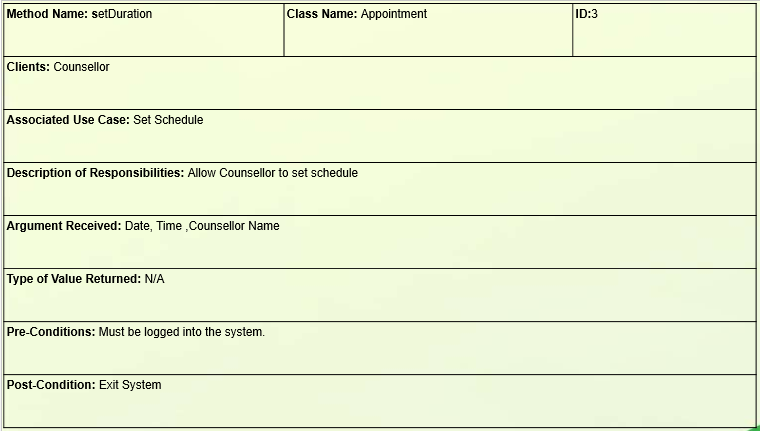 Method Name: setDuration
Class Name: Appointment
ID:3
Clients: Counsellor
Associated Use Case: Set Schedule
Description of Responsibilities: Allow Counsellor to set schedule
Argument Received: Date, Time ,Counsellor Name
Type of Value Returned: N/A
Pre-Conditions: Must be logged into the system.
Post-Condition: Exit System